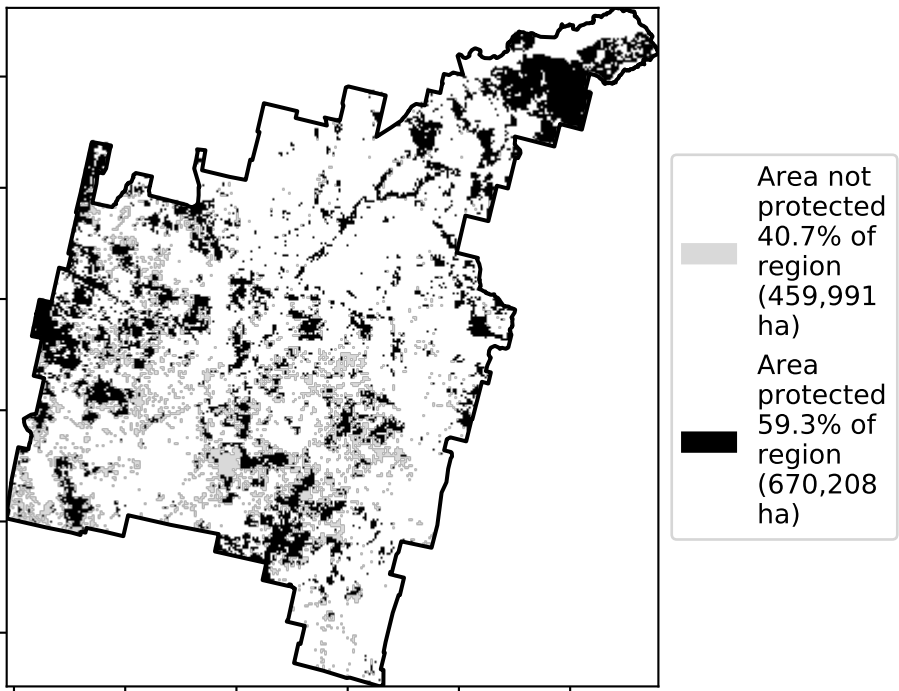 Area not
protected
40.7% of
region
(459,991
ha)
Area
protected
59.3% of
region
(670,208
ha)